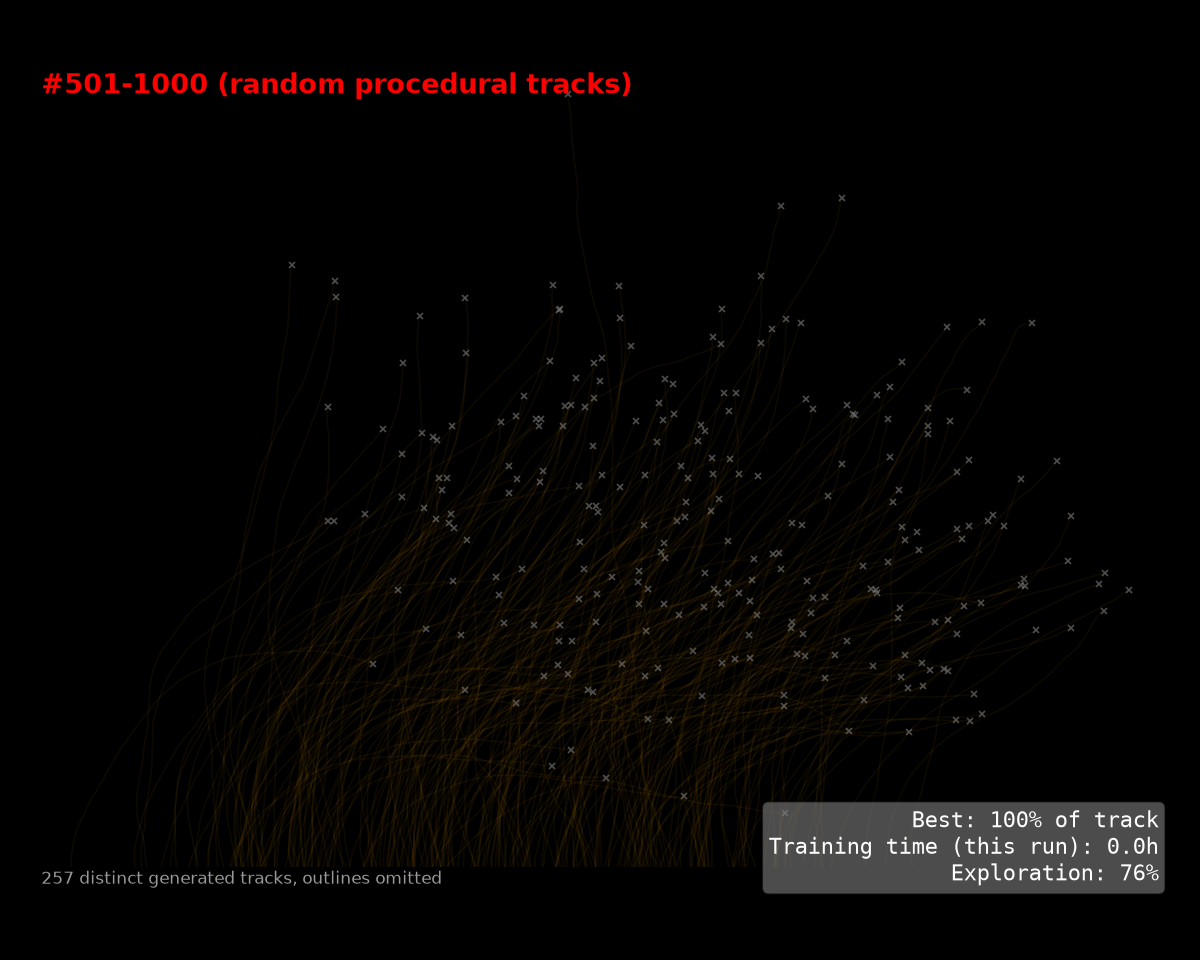 #501-1000 (random procedural tracks)
Best: 100% of track
Training time (this run): 0.0h
Exploration: 76%
257 distinct generated tracks, outlines omitted